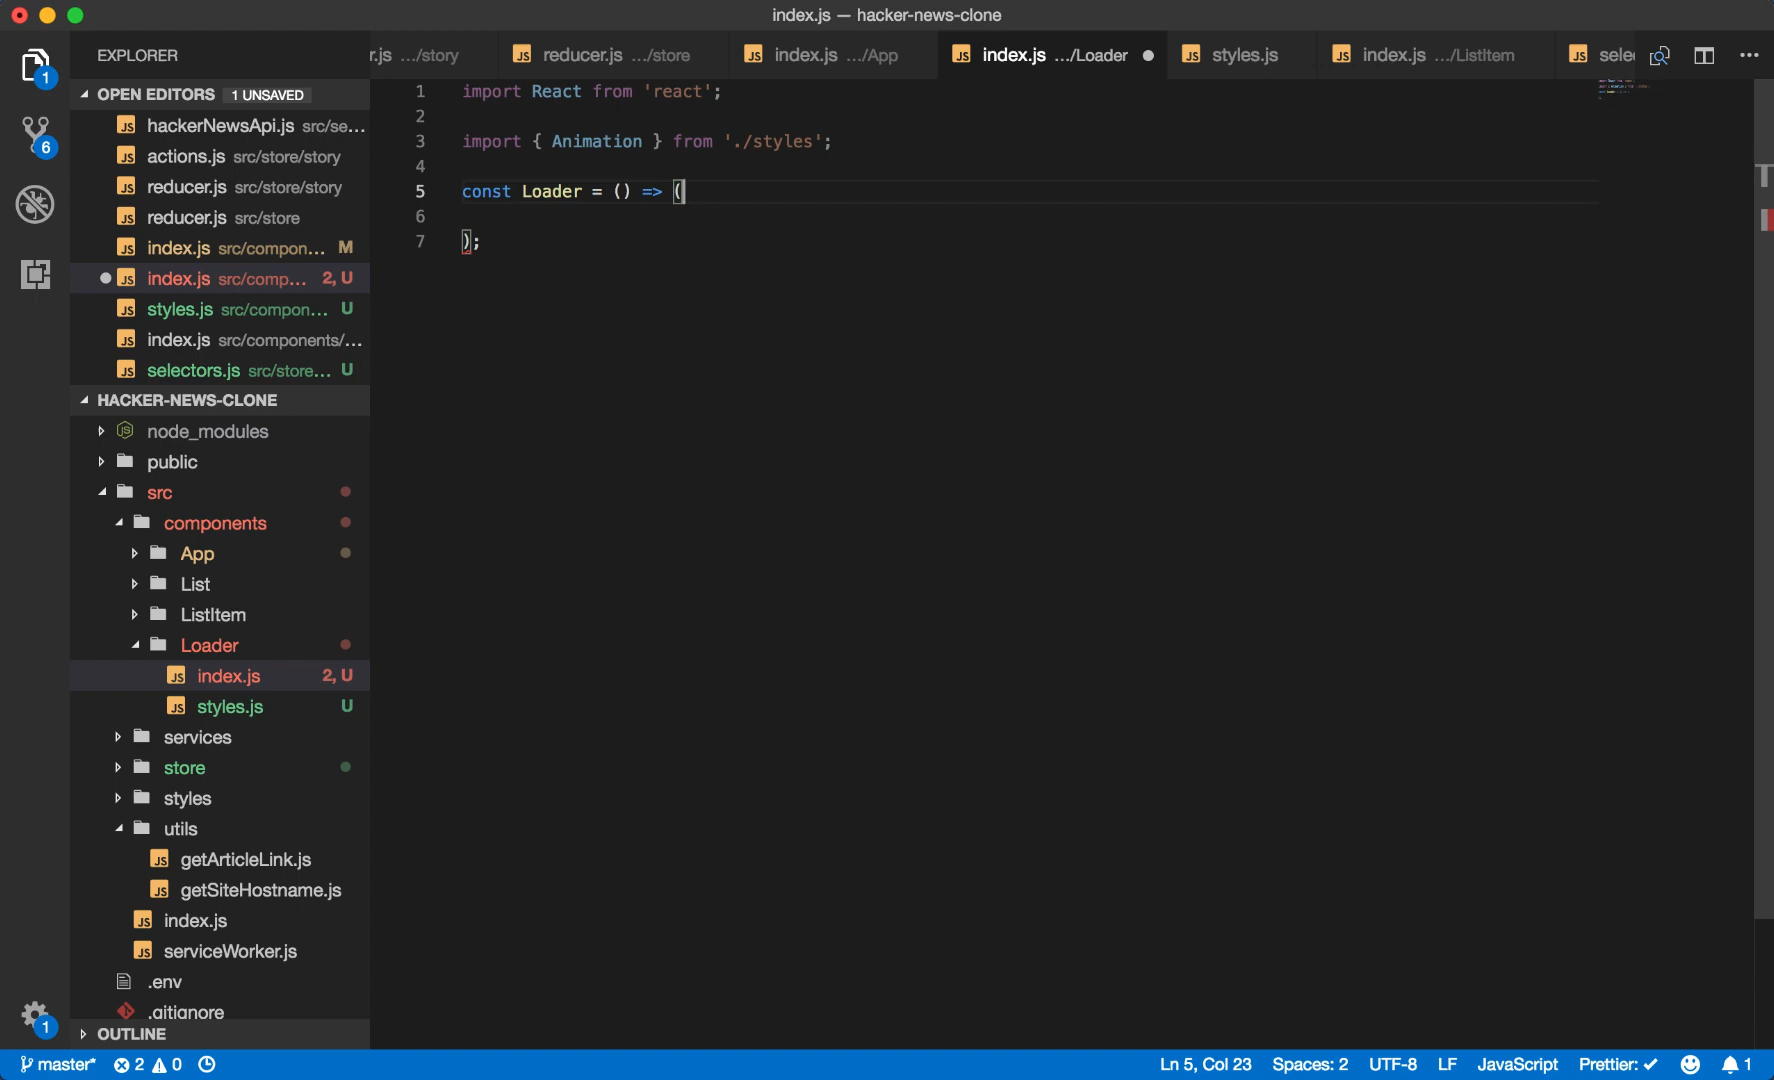 index.js — hacker-news-clone
EXPLORER
r.js …/story
reducer.js …/store
index.js …/App
index.js …/Loader
styles.js
index.js …/ListItem
sele
OPEN EDITORS 1 UNSAVED
hackerNewsApi.js src/se...
actions.js src/store/story
reducer.js src/store/story
reducer.js src/store
index.js src/compon... M
index.js src/comp... 2, U
styles.js src/compon... U
index.js src/components/...
selectors.js src/store... U
HACKER-NEWS-CLONE
node_modules
public
src
components
App
List
ListItem
Loader
index.js 2, U
styles.js U
services
store
styles
utils
getArticleLink.js
getSiteHostname.js
index.js
serviceWorker.js
.env
.gitignore
OUTLINE
1
6
1
1 import React from 'react';
2
3 import { Animation } from './styles';
4
5 const Loader = () => (
6
7 );
master* 2 0
Ln 5, Col 23 Spaces: 2 UTF-8 LF JavaScript Prettier: ✓ 1